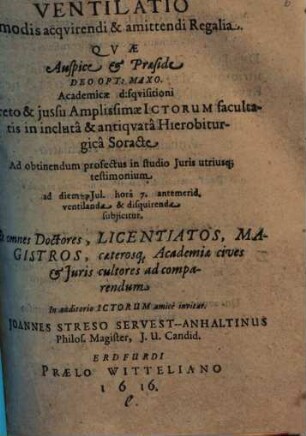 VENTILATIO
modis acqvirendi & amittendi Regalia.
QVÆ
Auspice & Præside
DEO OPT: MAXO.
Academicæ disqvisitioni
& jussu Amplissimæ ICTORUM faculta-
tis in inclutâ & antiqvatâ Hierobitur-
gicâ Soracte
Ad obtinendum profectus in studio Juris utriusq;
testimonium
ad diem Jul. horâ 7. antemerid.
ventilanda & disquirenda
subjicitur.
omnes Doctores, LICENTIATOS, MA-
GISTROS, cæterosq; Academiæ cives
& Juris cultores ad compa-
rendum
In auditorio ICTORUM amicè invitat.
JOANNES STRESO SERVEST-ANHALTINUS
Philos. Magister, J. U. Candid.
ERDFURDI
PRÆLO WITTELIANO
1616.